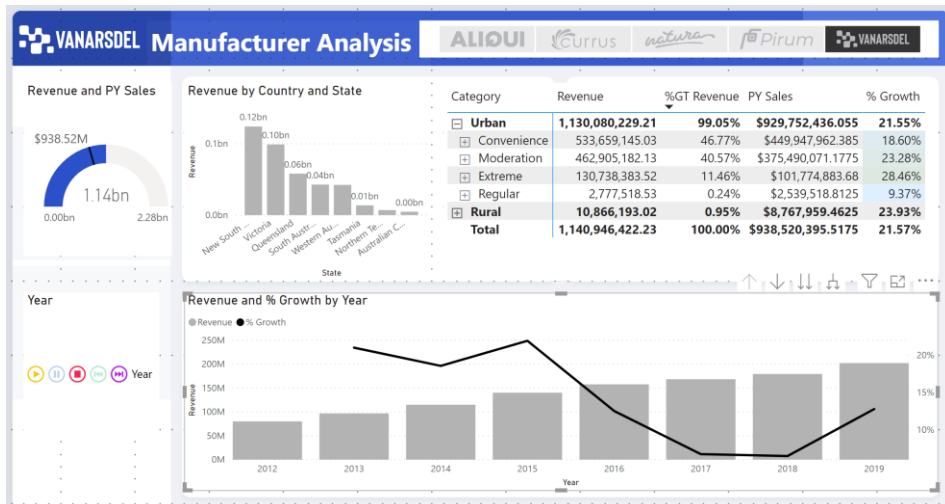 VANARSDEL Manufacturer Analysis
ALIQUI currus natura Pirum VANARSDEL
Revenue and PY Sales
$938.52M
1.14bn
0.00bn 2.28bn
Revenue by Country and State
Revenue
0.1bn
0.0bn
0.12bn
0.10bn
0.06bn
0.04bn
0.01bn
0.00bn
New South ...
Victoria
Queensland
South Austr...
Western Au...
Tasmania
Northern Te...
Australian C...
State
Category Revenue %GT Revenue PY Sales % Growth
Urban 1,130,080,229.21 99.05% $929,752,436.055 21.55%
Convenience 533,659,145.03 46.77% $449,947,962.385 18.60%
Moderation 462,905,182.13 40.57% $375,490,071.1775 23.28%
Extreme 130,738,383.52 11.46% $101,774,883.68 28.46%
Regular 2,777,518.53 0.24% $2,539,518.8125 9.37%
Rural 10,866,193.02 0.95% $8,767,959.4625 23.93%
Total 1,140,946,422.23 100.00% $938,520,395.5175 21.57%
Year
Year
Revenue and % Growth by Year
Revenue % Growth
Revenue
250M
200M
150M
100M
50M
0M
20%
15%
10%
2012 2013 2014 2015 2016 2017 2018 2019
Year